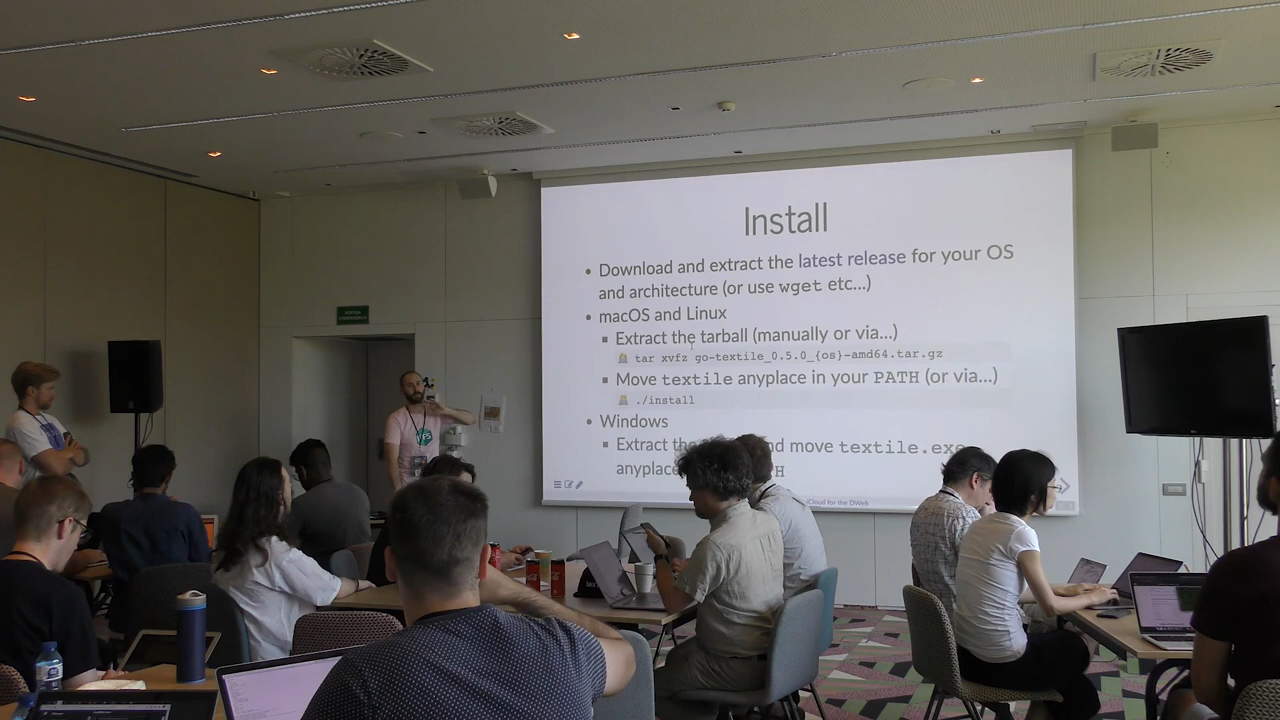 Install
Download and extract the latest release for your OS
and architecture (or use wget etc...)
macOS and Linux
Extract the tarball (manually or via...)
tar xvfz go-textile_0.5.0_{os}-amd64.tar.gz
Move textile anyplace in your PATH (or via...)
./install
Windows
Extract the nd move textile.exe
anyplace
Cloud for the DWeb